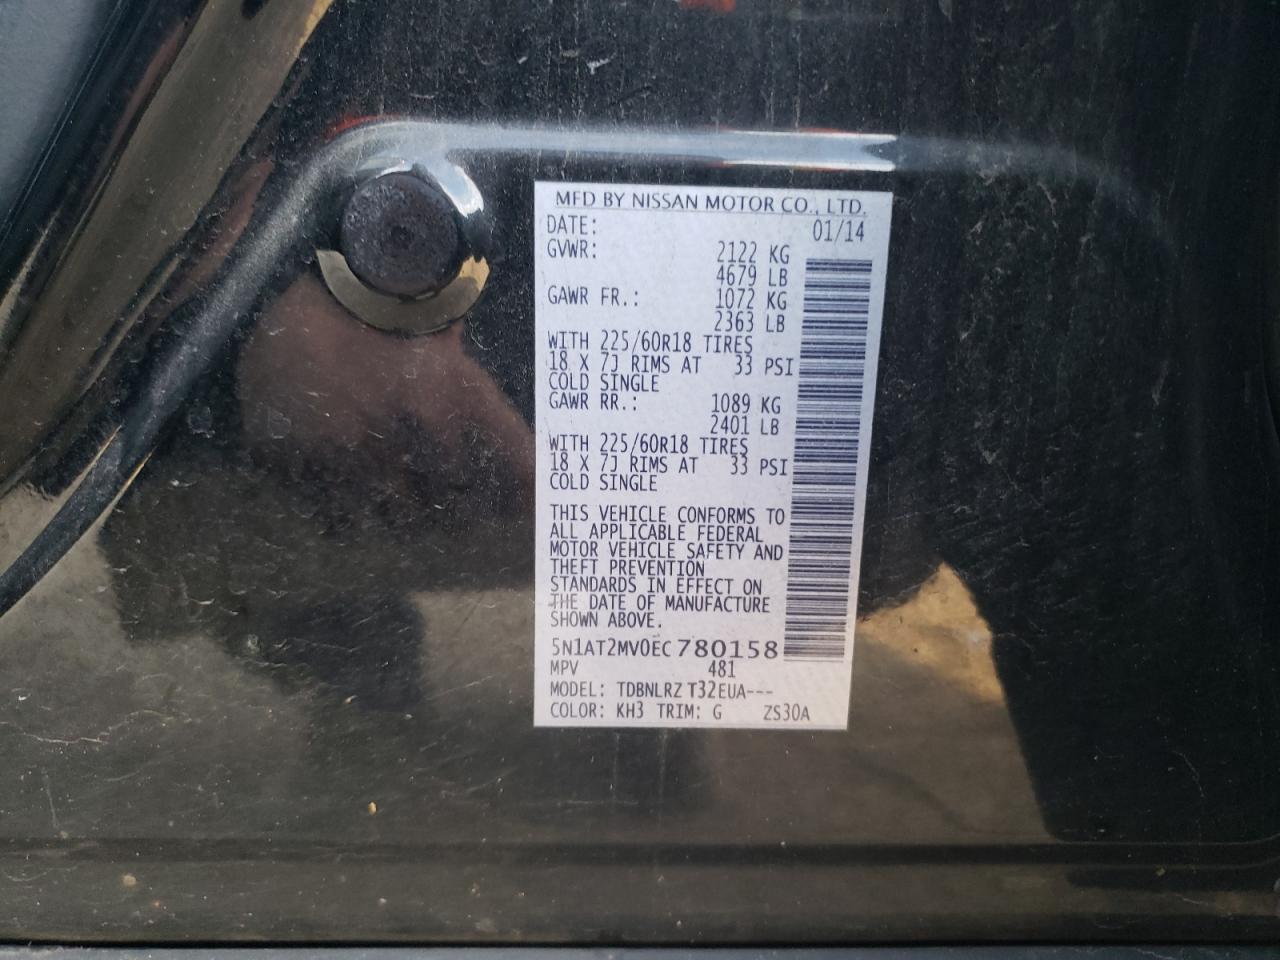 MFD BY NISSAN MOTOR CO., LTD.
DATE: 01/14
GVWR: 2122 KG
4679 LB
GAWR FR.: 1072 KG
2363 LB
WITH 225/60R18 TIRES
18 X 7J RIMS AT 33 PSI
COLD SINGLE
GAWR RR.: 1089 KG
2401 LB
WITH 225/60R18 TIRES
18 X 7J RIMS AT 33 PSI
COLD SINGLE
THIS VEHICLE CONFORMS TO
ALL APPLICABLE FEDERAL
MOTOR VEHICLE SAFETY AND
THEFT PREVENTION
STANDARDS IN EFFECT ON
THE DATE OF MANUFACTURE
SHOWN ABOVE.
5N1AT2MV0EC780158
MPV 481
MODEL: TDBNLRZ T32EUA---
COLOR: KH3 TRIM: G ZS30A